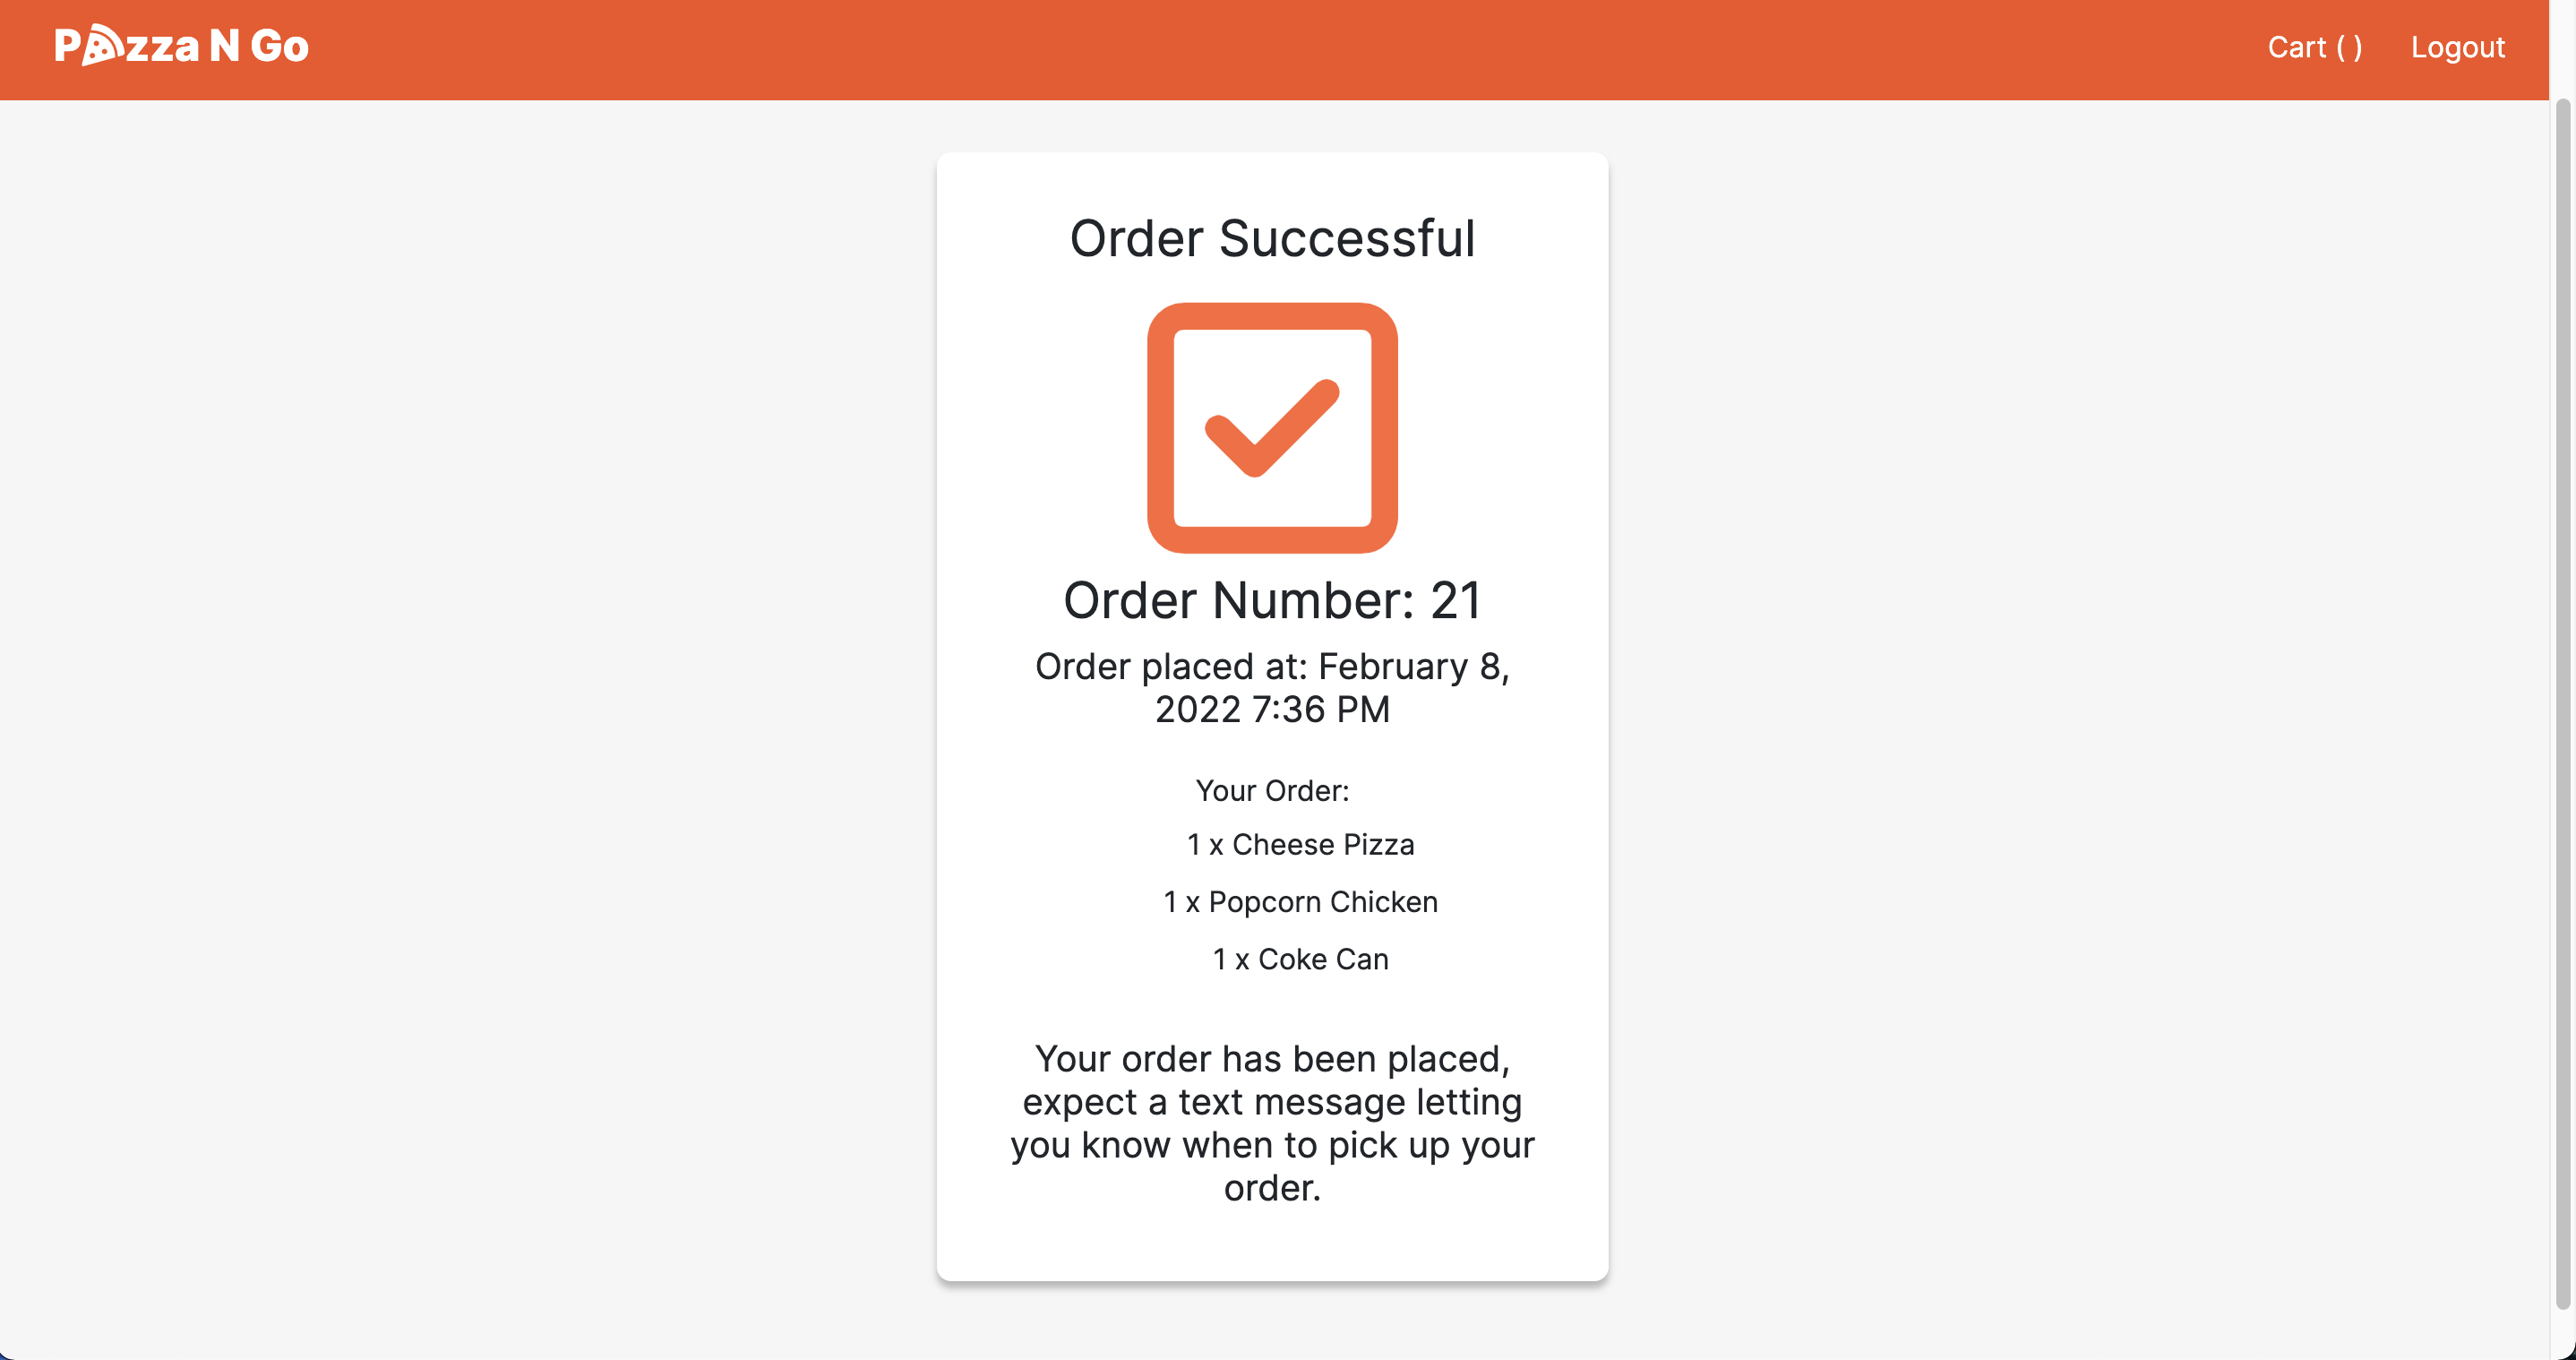 Pizza N Go
Cart ( )
Logout
Order Successful
Order Number: 21
Order placed at: February 8,
2022 7:36 PM
Your Order:
1 x Cheese Pizza
1 x Popcorn Chicken
1 x Coke Can
Your order has been placed,
expect a text message letting
you know when to pick up your
order.